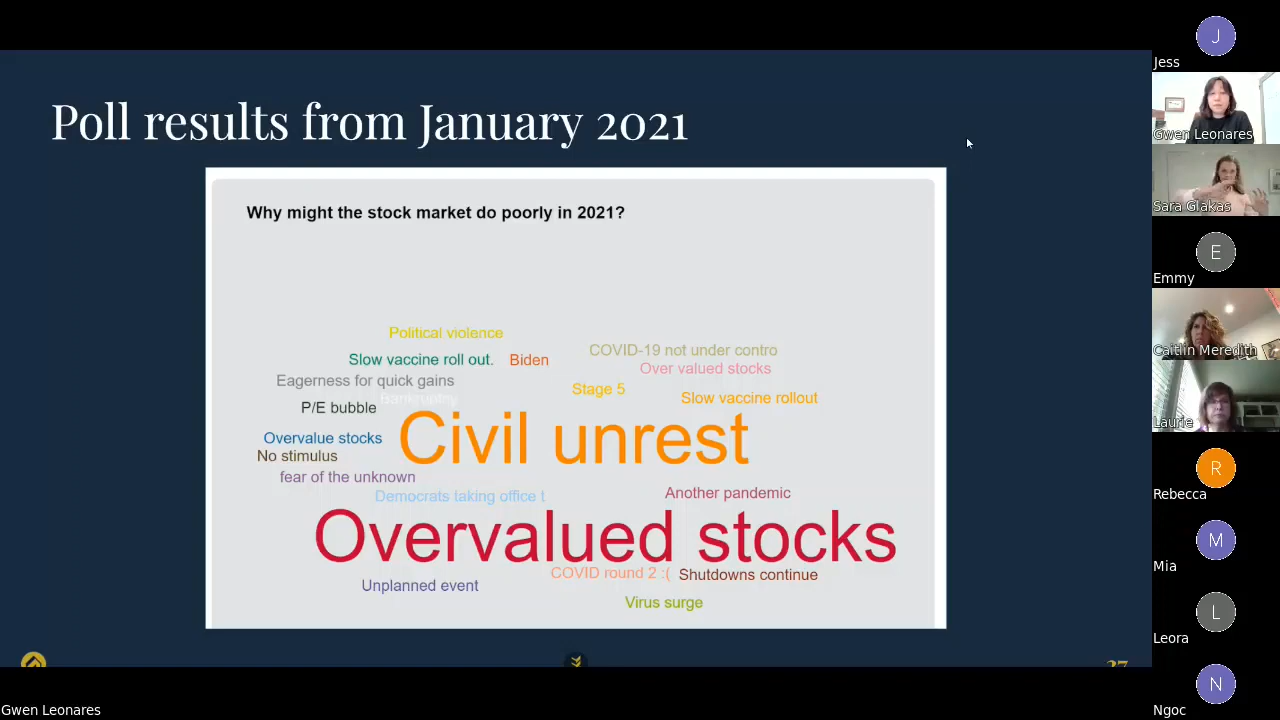 Poll results from January 2021
Why might the stock market do poorly in 2021?
Political violence
COVID-19 not under contro
Slow vaccine roll out.
Biden
Over valued stocks
Eagerness for quick gains
Stage 5
Bankruptcy
Slow vaccine rollout
P/E bubble
Civil unrest
Overvalue stocks
No stimulus
fear of the unknown
Democrats taking office t
Another pandemic
Overvalued stocks
COVID round 2 :(
Shutdowns continue
Unplanned event
Virus surge
27
Gwen Leonares
J
Jess
Gwen Leonares
Sara Glakas
E
Emmy
Caitlin Meredith
Laurie
R
Rebecca
M
Mia
L
Leora
N
Ngoc